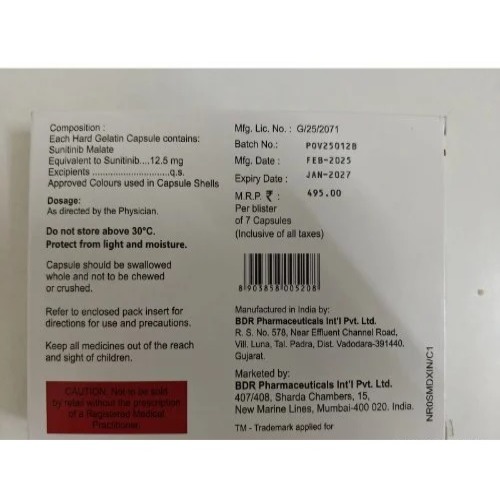 Composition :
Each Hard Gelatin Capsule contains:
Sunitinib Malate
Equivalent to Sunitinib....12.5 mg
Excipients .............................q.s.
Approved Colours used in Capsule Shells
Dosage:
As directed by the Physician.
Do not store above 30°C.
Protect from light and moisture.
Capsule should be swallowed
whole and not to be chewed
or crushed.
Refer to enclosed pack insert for
directions for use and precautions.
Keep all medicines out of the reach
and sight of children.
CAUTION: Not to be sold
by retail without the prescription
of a Registered Medical
Practitioner.
Mfg. Lic. No. : G/25/2071
Batch No.: POV25012B
Mfg. Date : FEB-2025
Expiry Date : JAN-2027
M.R.P. ₹ : 495.00
Per blister
of 7 Capsules
(Inclusive of all taxes)
8 903858 005208
Manufactured in India by:
BDR Pharmaceuticals Int'l Pvt. Ltd.
R. S. No. 578, Near Effluent Channel Road,
Vill. Luna, Tal. Padra, Dist. Vadodara-391440.
Gujarat.
Marketed by:
BDR Pharmaceuticals Int'l Pvt. Ltd.
407/408, Sharda Chambers, 15,
New Marine Lines, Mumbai-400 020. India.
TM - Trademark applied for
NR0SMDXIN/C1